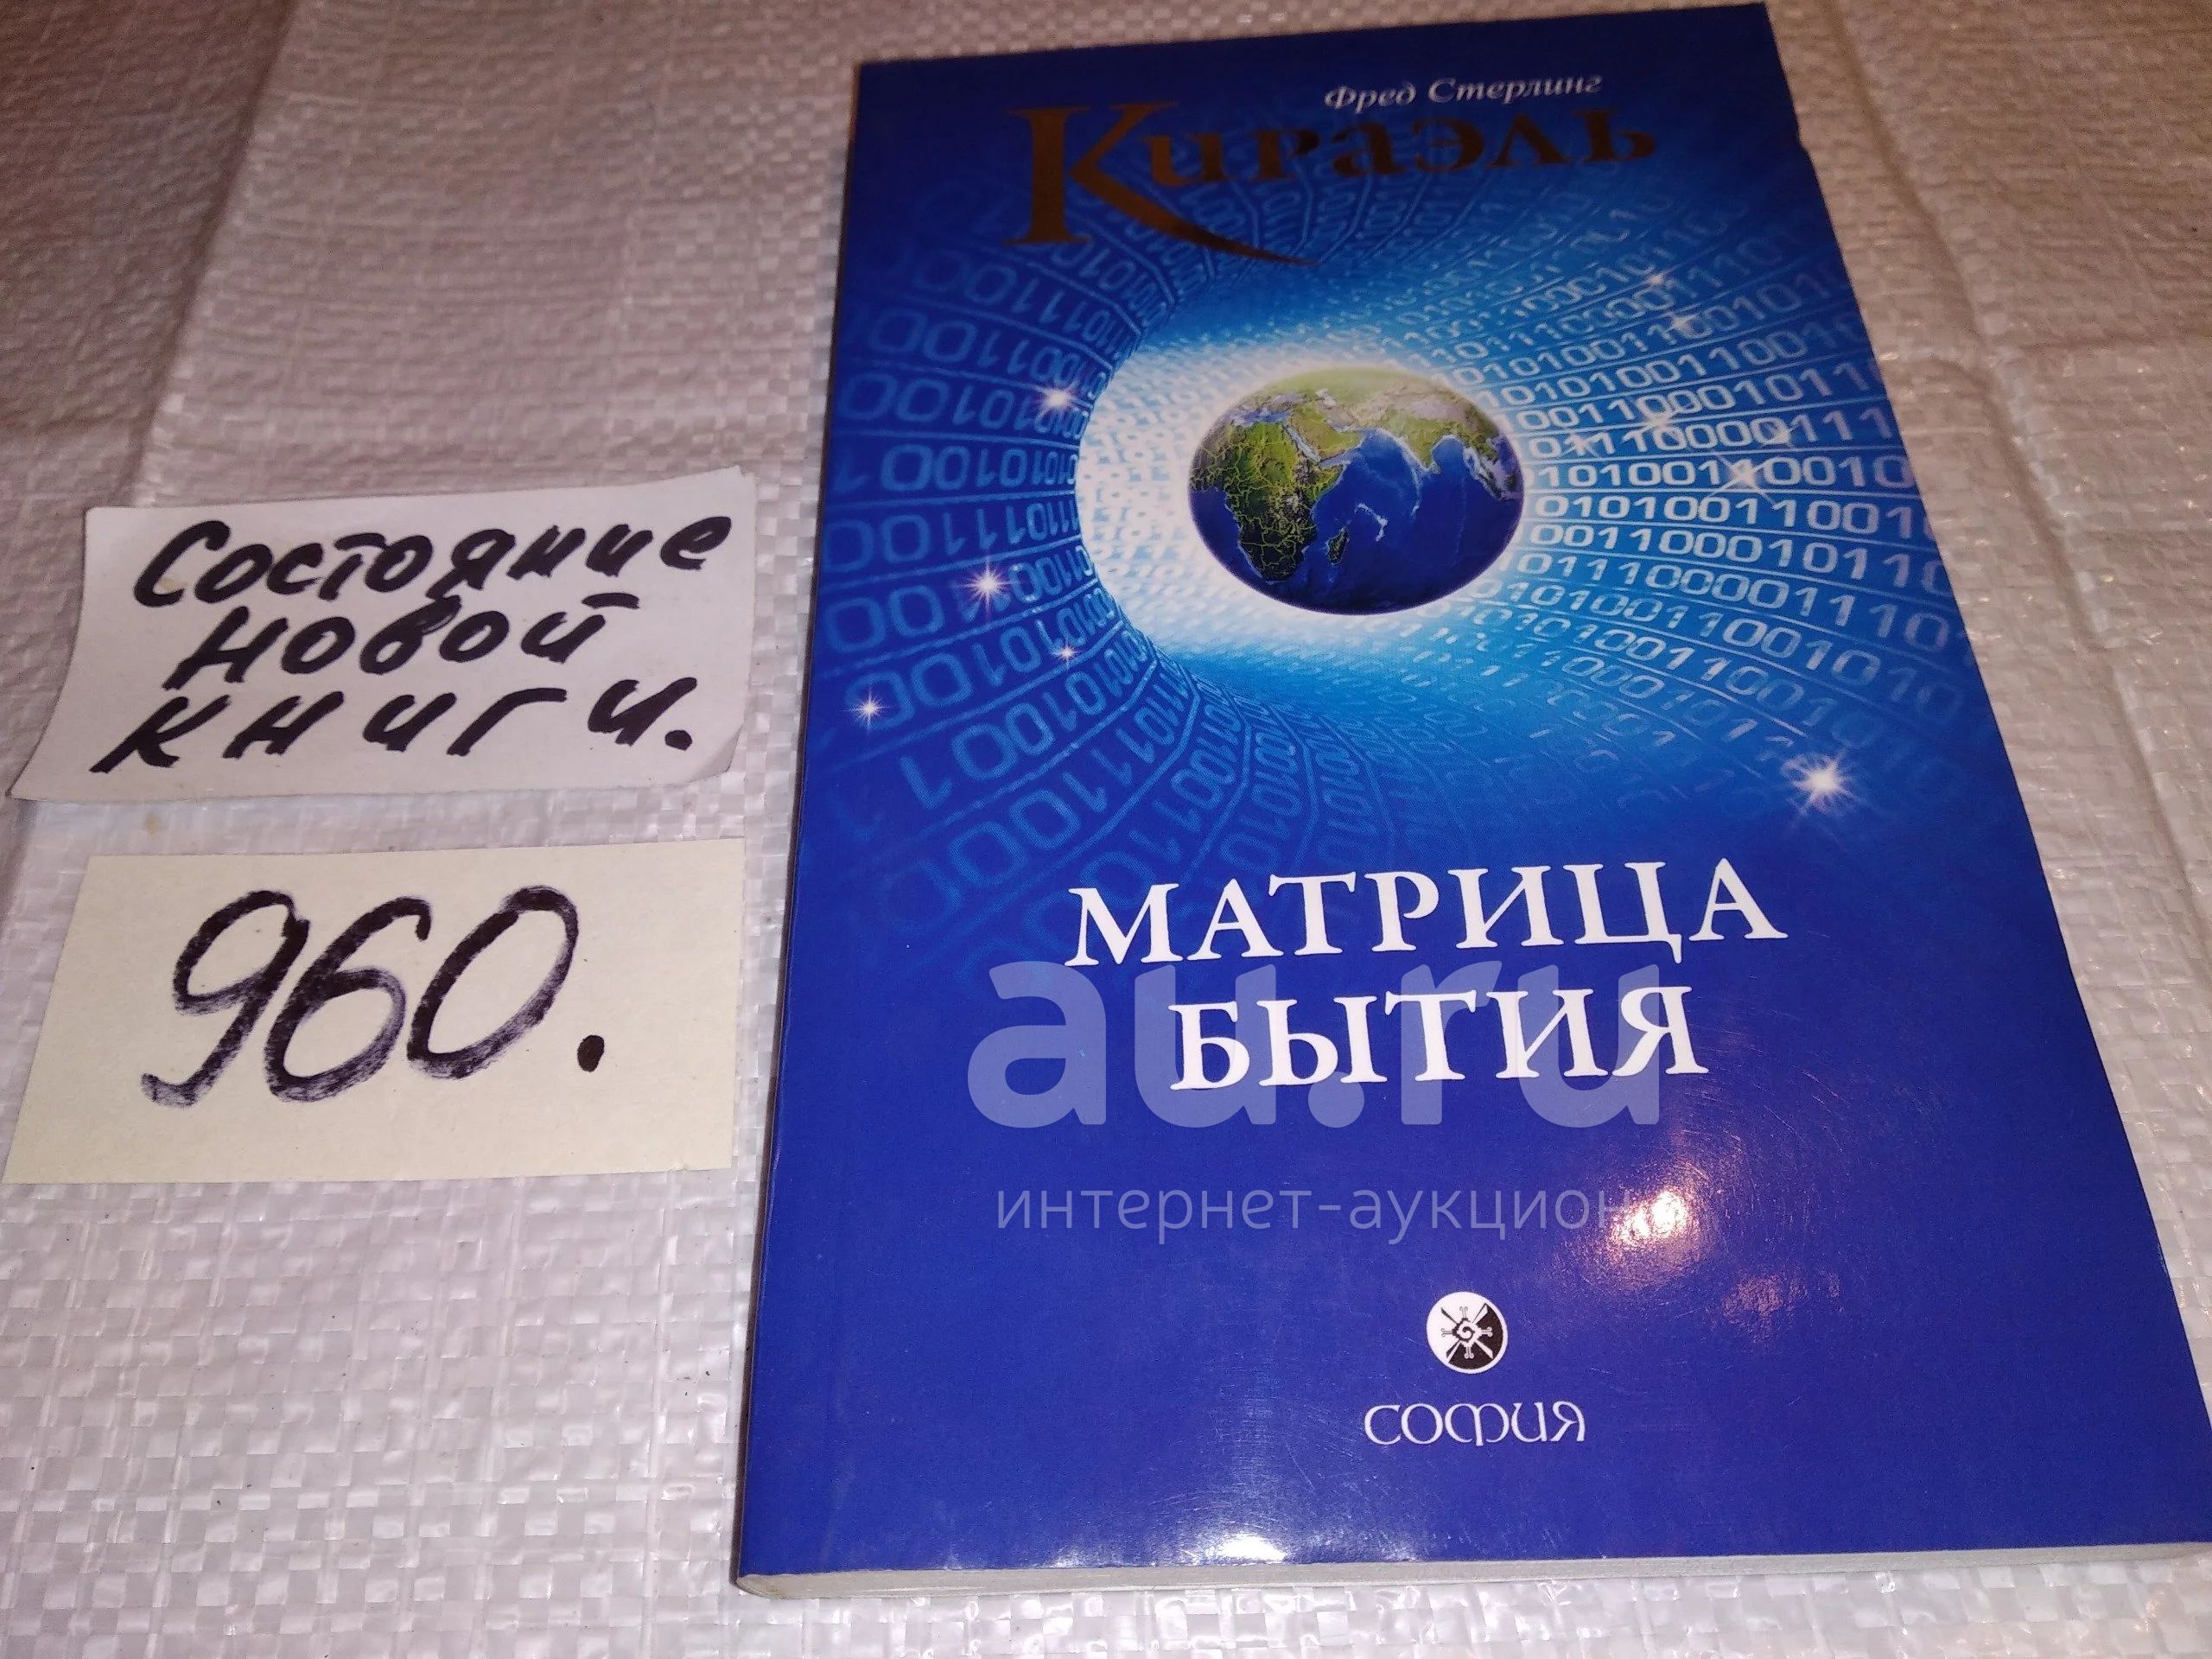 Состояние
новой
книги.
960.
Фред Стерлинг
Кираэль
МАТРИЦА
БЫТИЯ
au.ru
интернет-аукцион
СОФИЯ